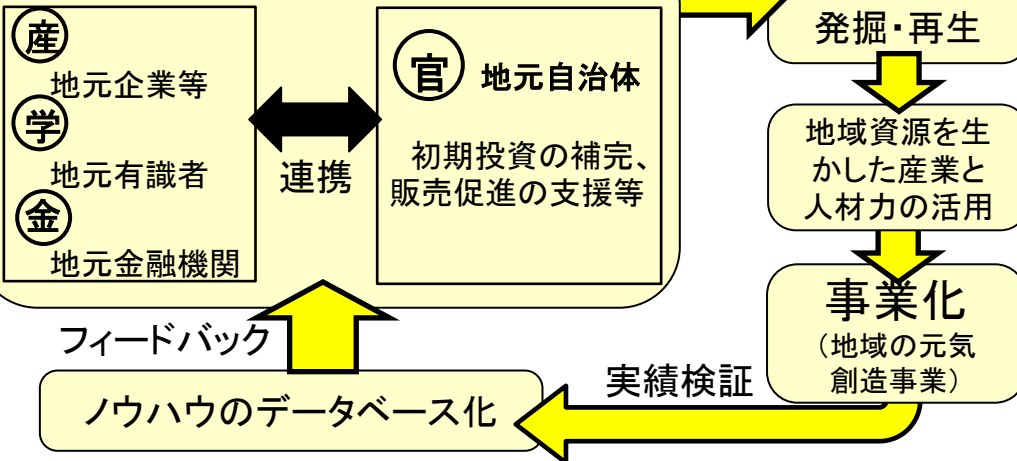 産
地元企業等
学
地元有識者
金
地元金融機関
連携
官 地元自治体
初期投資の補完、
販売促進の支援等
発掘・再生
地域資源を生
かした産業と
人材力の活用
事業化
（地域の元気
創造事業）
実績検証
ノウハウのデータベース化
フィードバック